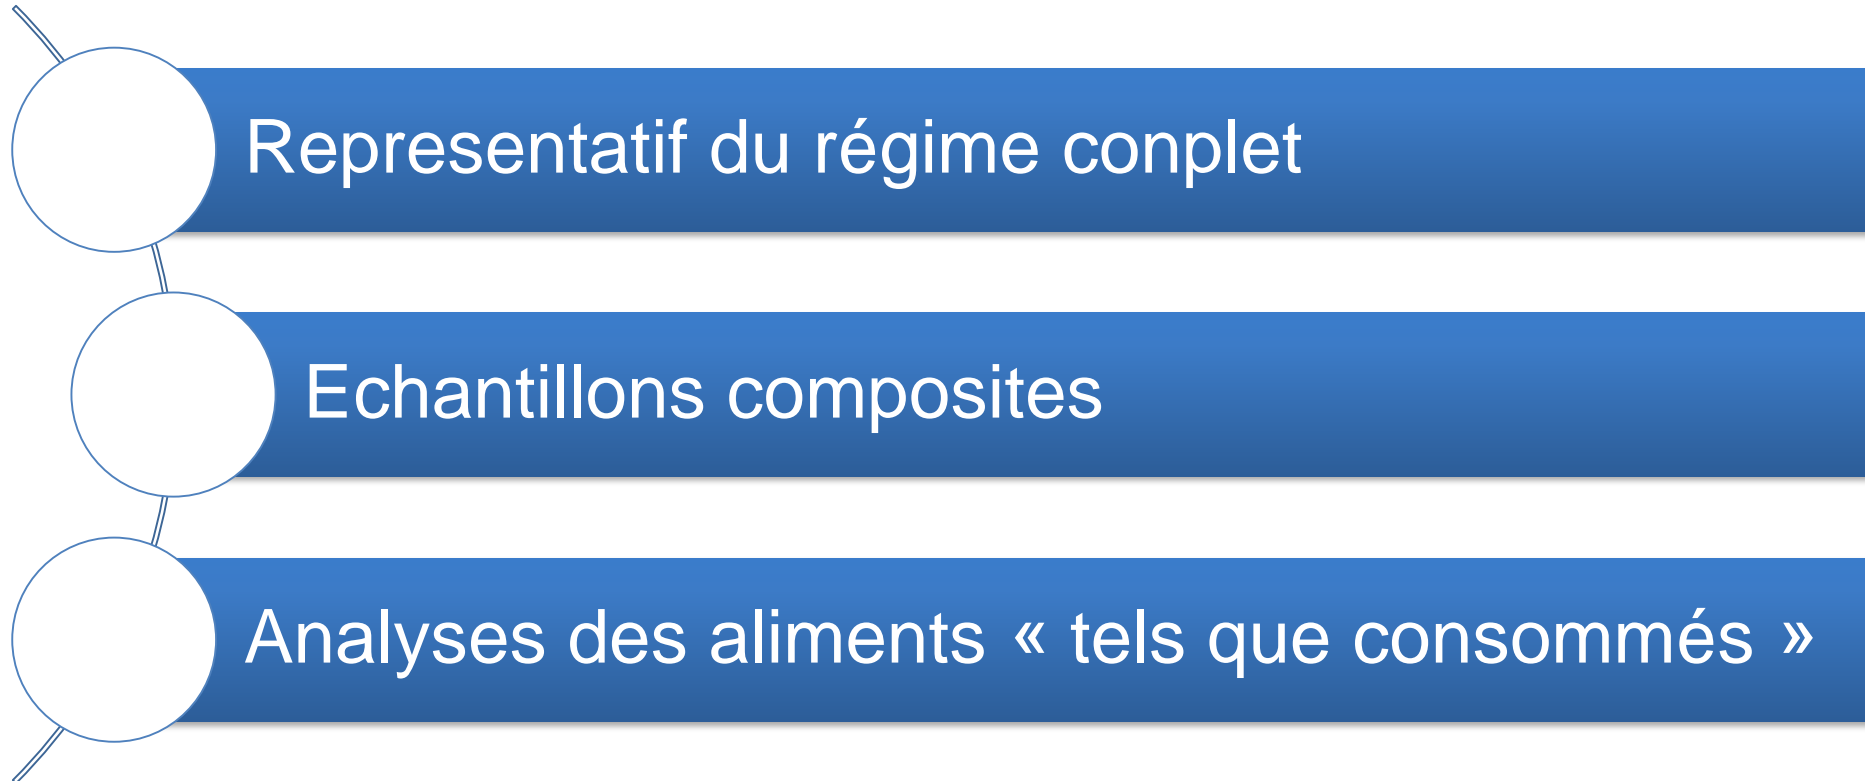 Representatif du régime conplet
Echantillons composites
Analyses des aliments « tels que consommés »